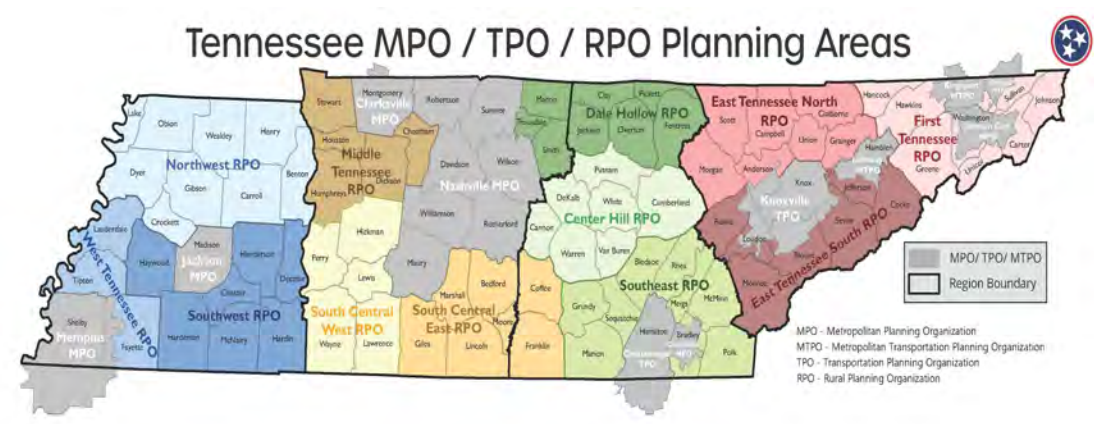 Tennessee MPO / TPO / RPO Planning Areas
Lake
Obion
Weakley
Henry
Northwest RPO
Dyer
Gibson
Carroll
Benton
Crockett
Lauderdale
Tipton
West Tennessee RPO
Fayette
Shelby
Memphis
MPO
Haywood
Madison
Jackson
MPO
Henderson
Decatur
Chester
Southwest RPO
Hardeman
McNairy
Hardin
Stewart
Montgomery
Clarksville
MPO
Houston
Middle
Tennessee
RPO
Humphreys
Dickson
Cheatham
Robertson
Sumner
Davidson
Wilson
Nashville MPO
Williamson
Rutherford
Maury
Hickman
Perry
Lewis
South Central
West RPO
Wayne
Lawrence
Marshall
Bedford
South Central
East RPO
Moore
Giles
Lincoln
Coffee
Franklin
Macon
Trousdale
Smith
Clay
Pickett
Dale Hollow RPO
Jackson
Overton
Fentress
Putnam
DeKalb
White
Cumberland
Center Hill RPO
Cannon
Warren
Van Buren
Bledsoe
Rhea
Southeast RPO
Meigs
McMinn
Grundy
Sequatchie
Hamilton
Bradley
Marion
Chattanooga
TPO
MPO
Polk
East Tennessee North
RPO
Scott
Campbell
Claiborne
Union
Grainger
Morgan
Anderson
Hancock
Hawkins
First
Tennessee
RPO
Greene
Hamblen
MTPO
Knox
Knoxville
TPO
Jefferson
Cocke
Sevier
Loudon
Monroe
East Tennessee South RPO
Kingsport
MTPO
Sullivan
Johnson
Washington
Johnson City
Carter
Unicoi
MPO/ TPO/ MTPO
Region Boundary
MPO - Metropolitan Planning Organization
MTPO - Metropolitan Transportation Planning Organization
TPO - Transportation Planning Organization
RPO - Rural Planning Organization